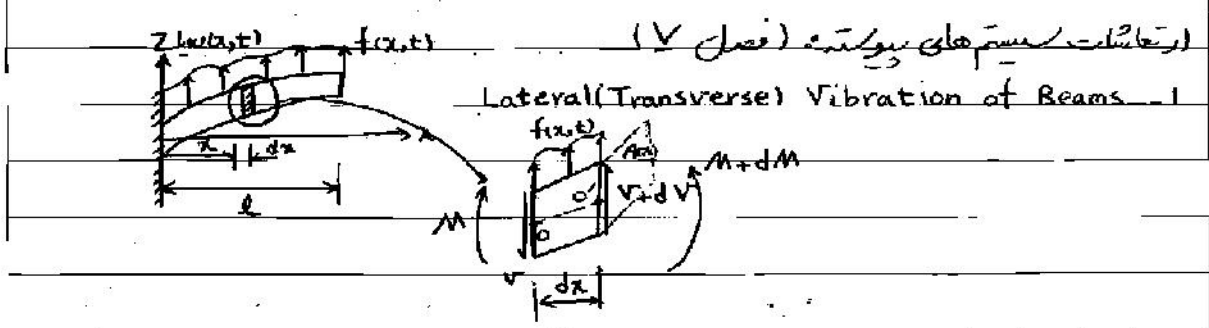 ارتعاشات سیستم های پیوسته (فصل ۷)
Lateral (Transverse) Vibration of Beams -1
Z w(x,t) f(x,t)
x
x dx
l
f(x,t)
A(x)
M+dM
O'
V+dV
M
O
V
dx